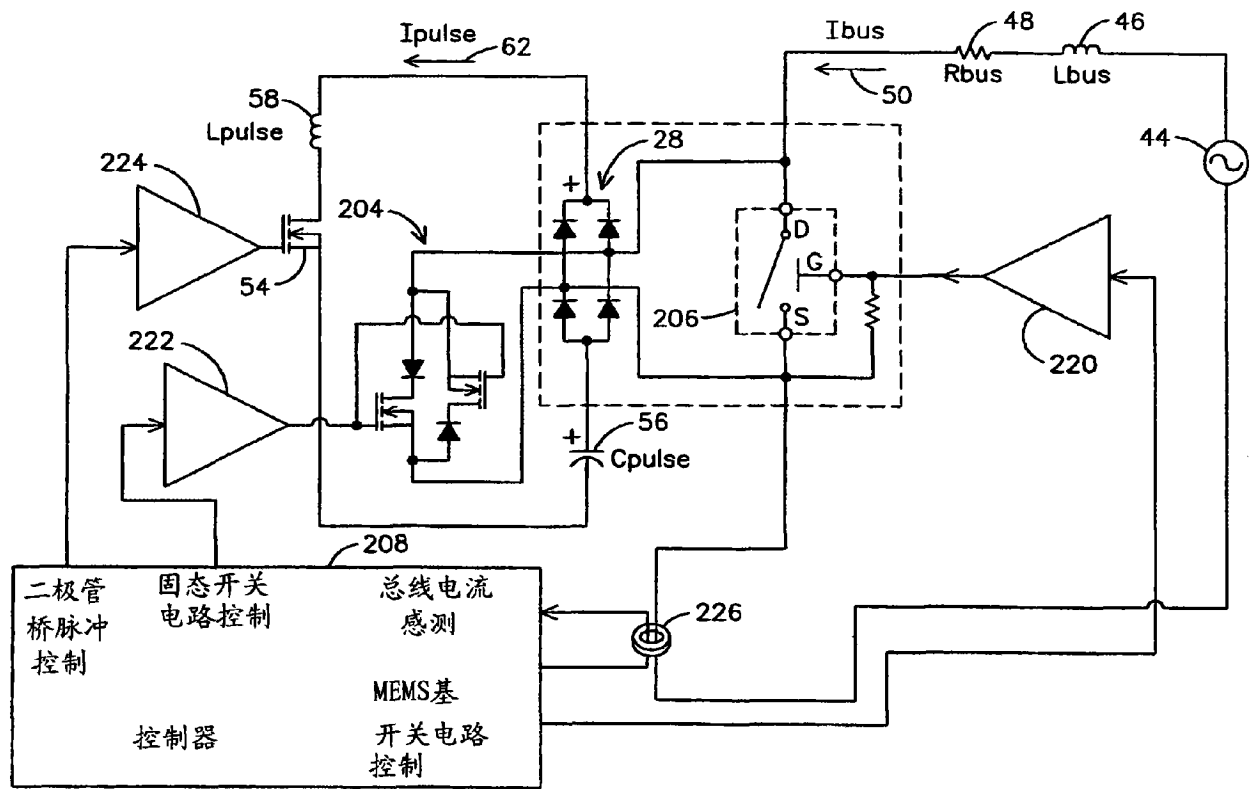 Ipulse
62
Ibus
48
46
Rbus
Lbus
50
58
Lpulse
44
28
224
+
204
D
G
54
206
S
222
220
+
56
Cpulse
208
二极管
桥脉冲
控制
固态开关
电路控制
总线电流
感测
226
MEMS基
开关电路
控制
控制器